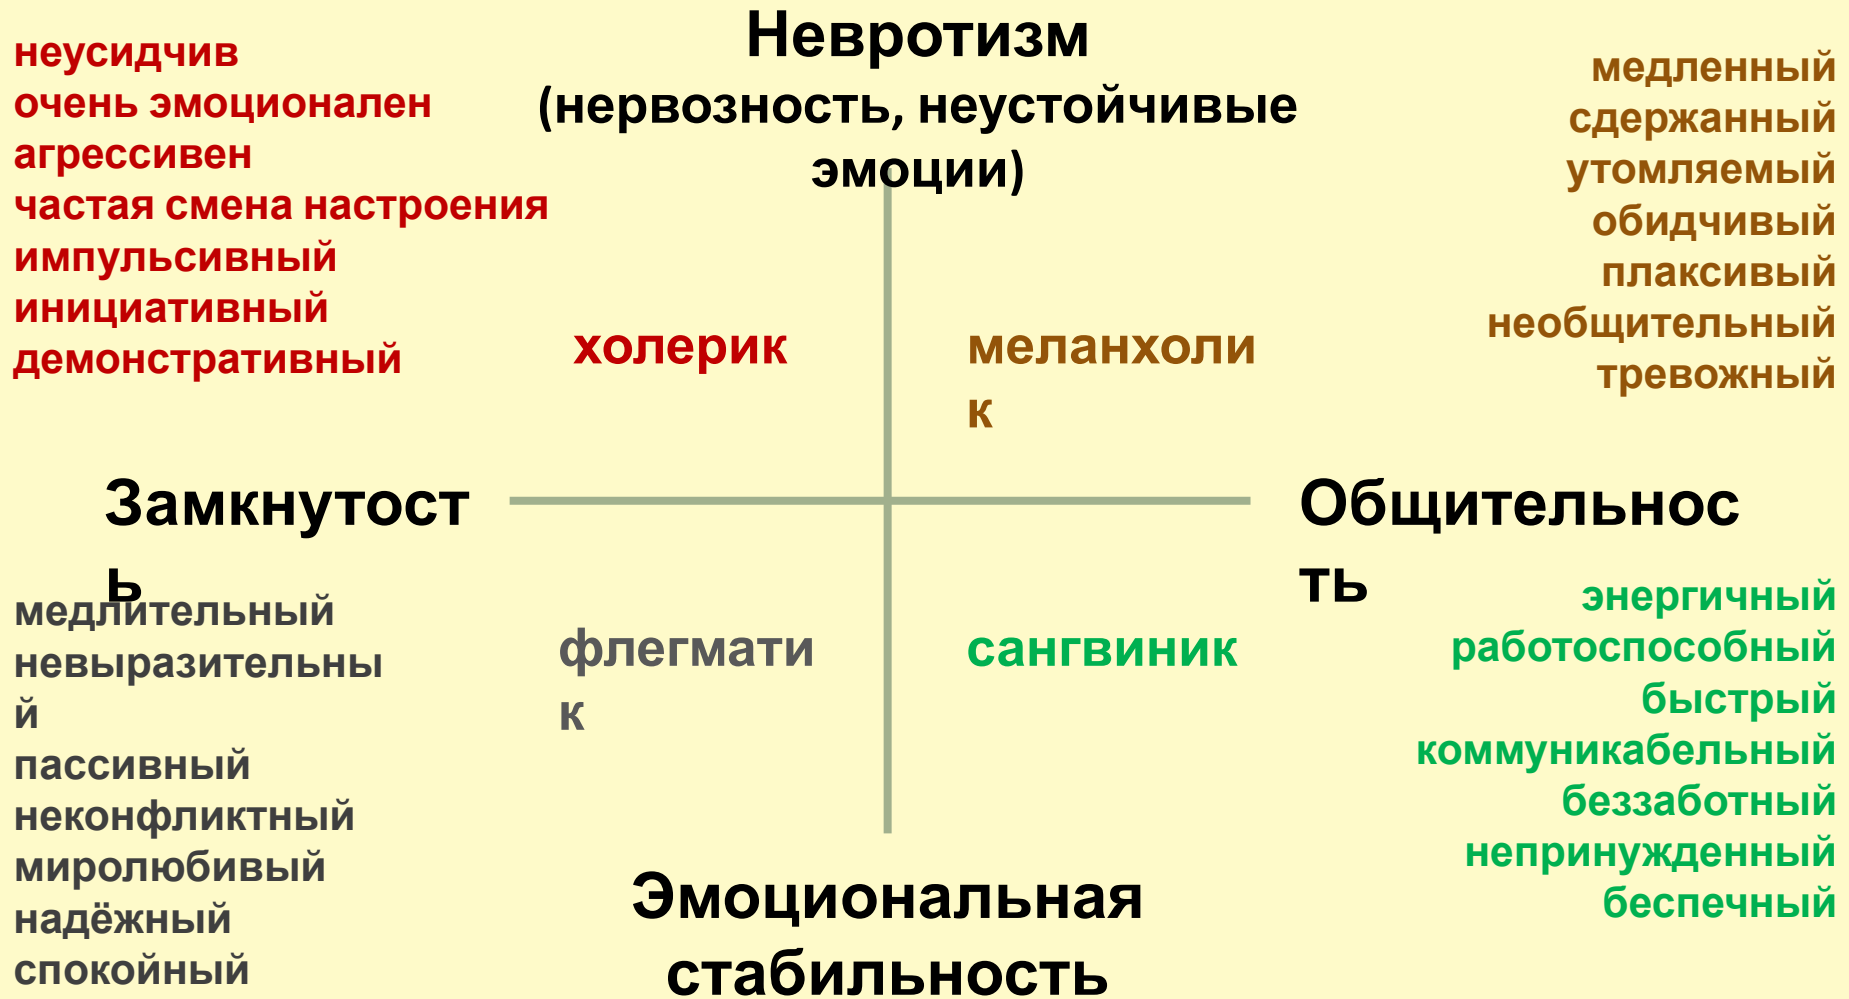 Невротизм
(нервозность, неустойчивые
эмоции)
неусидчив
очень эмоционален
агрессивен
частая смена настроения
импульсивный
инициативный
демонстративный
медленный
сдержанный
утомляемый
обидчивый
плаксивый
необщительный
тревожный
холерик
меланхоли
к
Замкнутост
ь
Общительнос
ть
медлительный
невыразительны
й
пассивный
неконфликтный
миролюбивый
надёжный
спокойный
флегмати
к
сангвиник
энергичный
работоспособный
быстрый
коммуникабельный
беззаботный
непринужденный
беспечный
Эмоциональная
стабильность